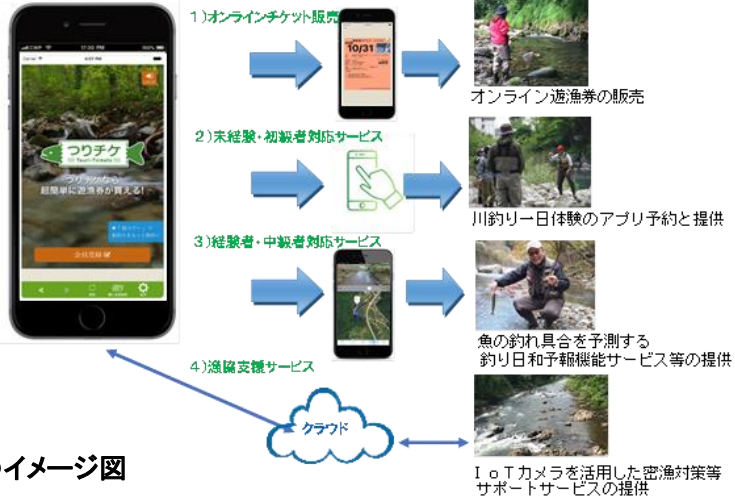 1)オンラインチケット販売
17:20 PM
100%
4:07 PM
10/31
オンライン遊漁券の販売
2)未経験・初級者対応サービス
つりチケ
つりチケなら
超簡単に遊漁券が買える!
川釣り一日体験のアプリ予約と提供
3)経験者・中級者対応サービス
会員登録
魚の釣れ具合を予測する
釣り日和予報機能サービス等の提供
4)漁協支援サービス
クラウド
のイメージ図
IoTカメラを活用した密漁対策等
サポートサービスの提供